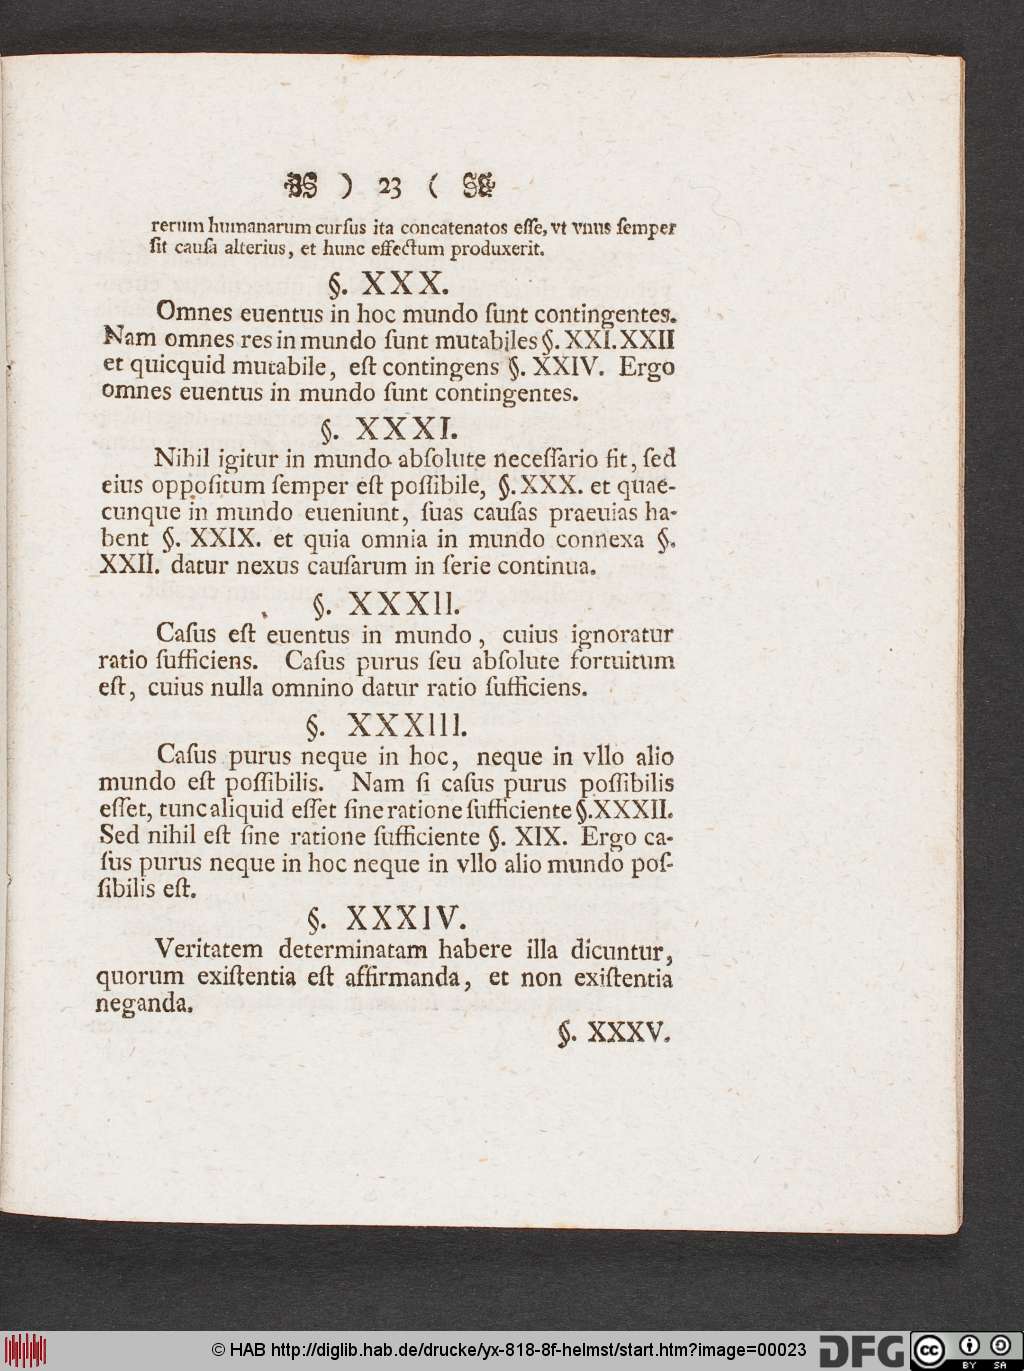 ) 23 (
rerum humanarum cursus ita concatenatos esse, vt vnus semper
sit causa alterius, et hunc effectum produxerit.
§. XXX.
Omnes euentus in hoc mundo sunt contingentes.
Nam omnes res in mundo sunt mutabiles §. XXI. XXII
et quicquid mutabile, est contingens §. XXIV. Ergo
omnes euentus in mundo sunt contingentes.
§. XXXI.
Nihil igitur in mundo absolute necessario fit, sed
eius oppositum semper est possibile, §. XXX. et quae-
cunque in mundo eueniunt, suas causas praeuias ha-
bent §. XXIX. et quia omnia in mundo connexa §.
XXII. datur nexus causarum in serie continua.
§. XXXII.
Casus est euentus in mundo, cuius ignoratur
ratio sufficiens. Casus purus seu absolute fortuitum
est, cuius nulla omnino datur ratio sufficiens.
§. XXXIII.
Casus purus neque in hoc, neque in vllo alio
mundo est possibilis. Nam si casus purus possibilis
esset, tunc aliquid esset sine ratione sufficiente §. XXXII.
Sed nihil est sine ratione sufficiente §. XIX. Ergo ca-
sus purus neque in hoc neque in vllo alio mundo pos-
sibilis est.
§. XXXIV.
Veritatem determinatam habere illa dicuntur,
quorum existentia est affirmanda, et non existentia
neganda.
§. XXXV.
© HAB http://diglib.hab.de/drucke/yx-818-8f-helmst/start.htm?image=00023
DFG
cc BY SA